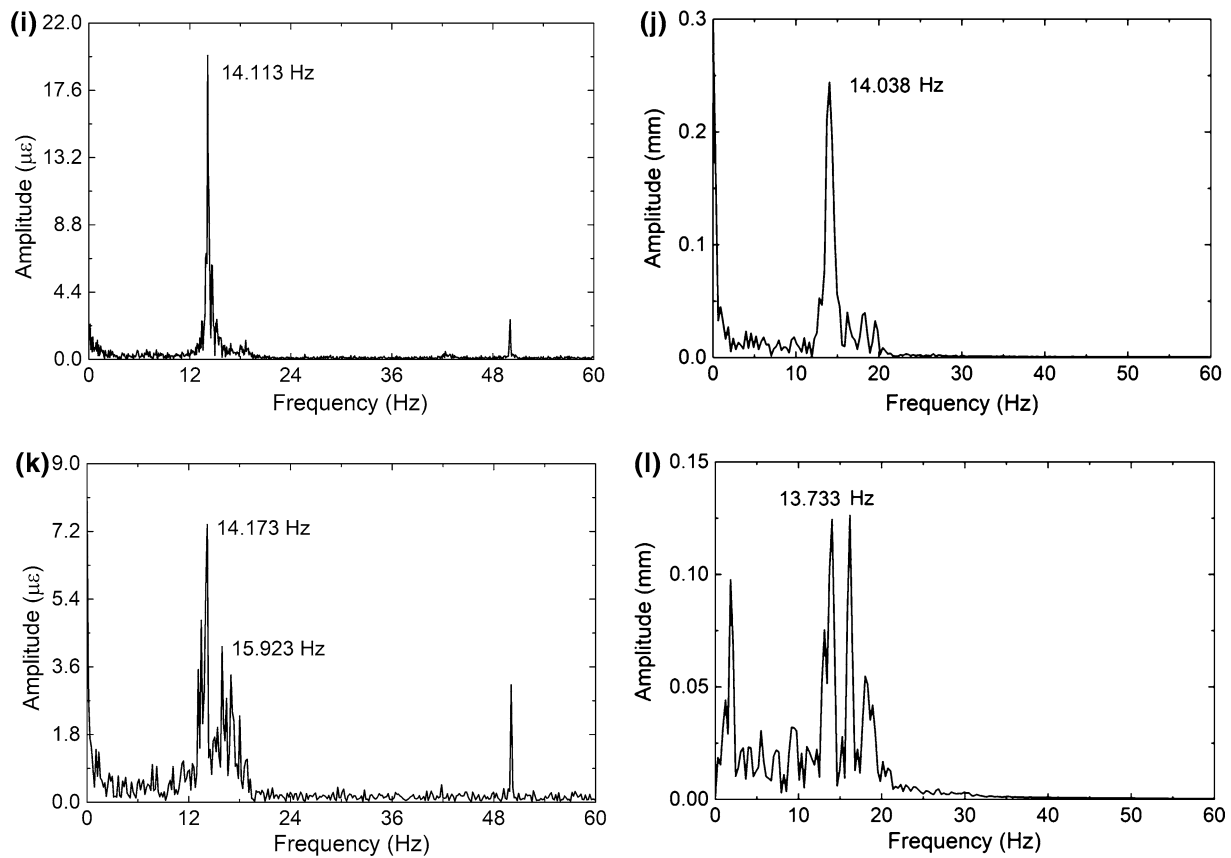 (i)
22.0
17.6
13.2
8.8
4.4
0.0
Amplitude (με)
14.113 Hz
0 12 24 36 48 60
Frequency (Hz)
(j)
0.3
0.2
0.1
0.0
Amplitude (mm)
14.038 Hz
0 10 20 30 40 50 60
Frequency (Hz)
(k)
9.0
7.2
5.4
3.6
1.8
0.0
Amplitude (με)
14.173 Hz
15.923 Hz
0 12 24 36 48 60
Frequency (Hz)
(l)
0.15
0.10
0.05
0.00
Amplitude (mm)
13.733 Hz
0 10 20 30 40 50 60
Frequency (Hz)